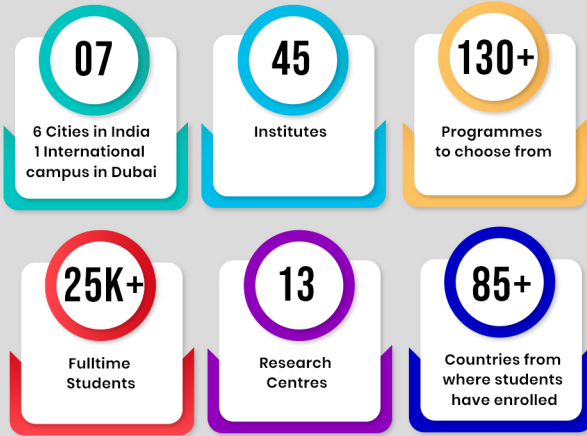 07
6 Cities in India
1 International
campus in Dubai
45
Institutes
130+
Programmes
to choose from
25K+
Fulltime
Students
13
Research
Centres
85+
Countries from
where students
have enrolled